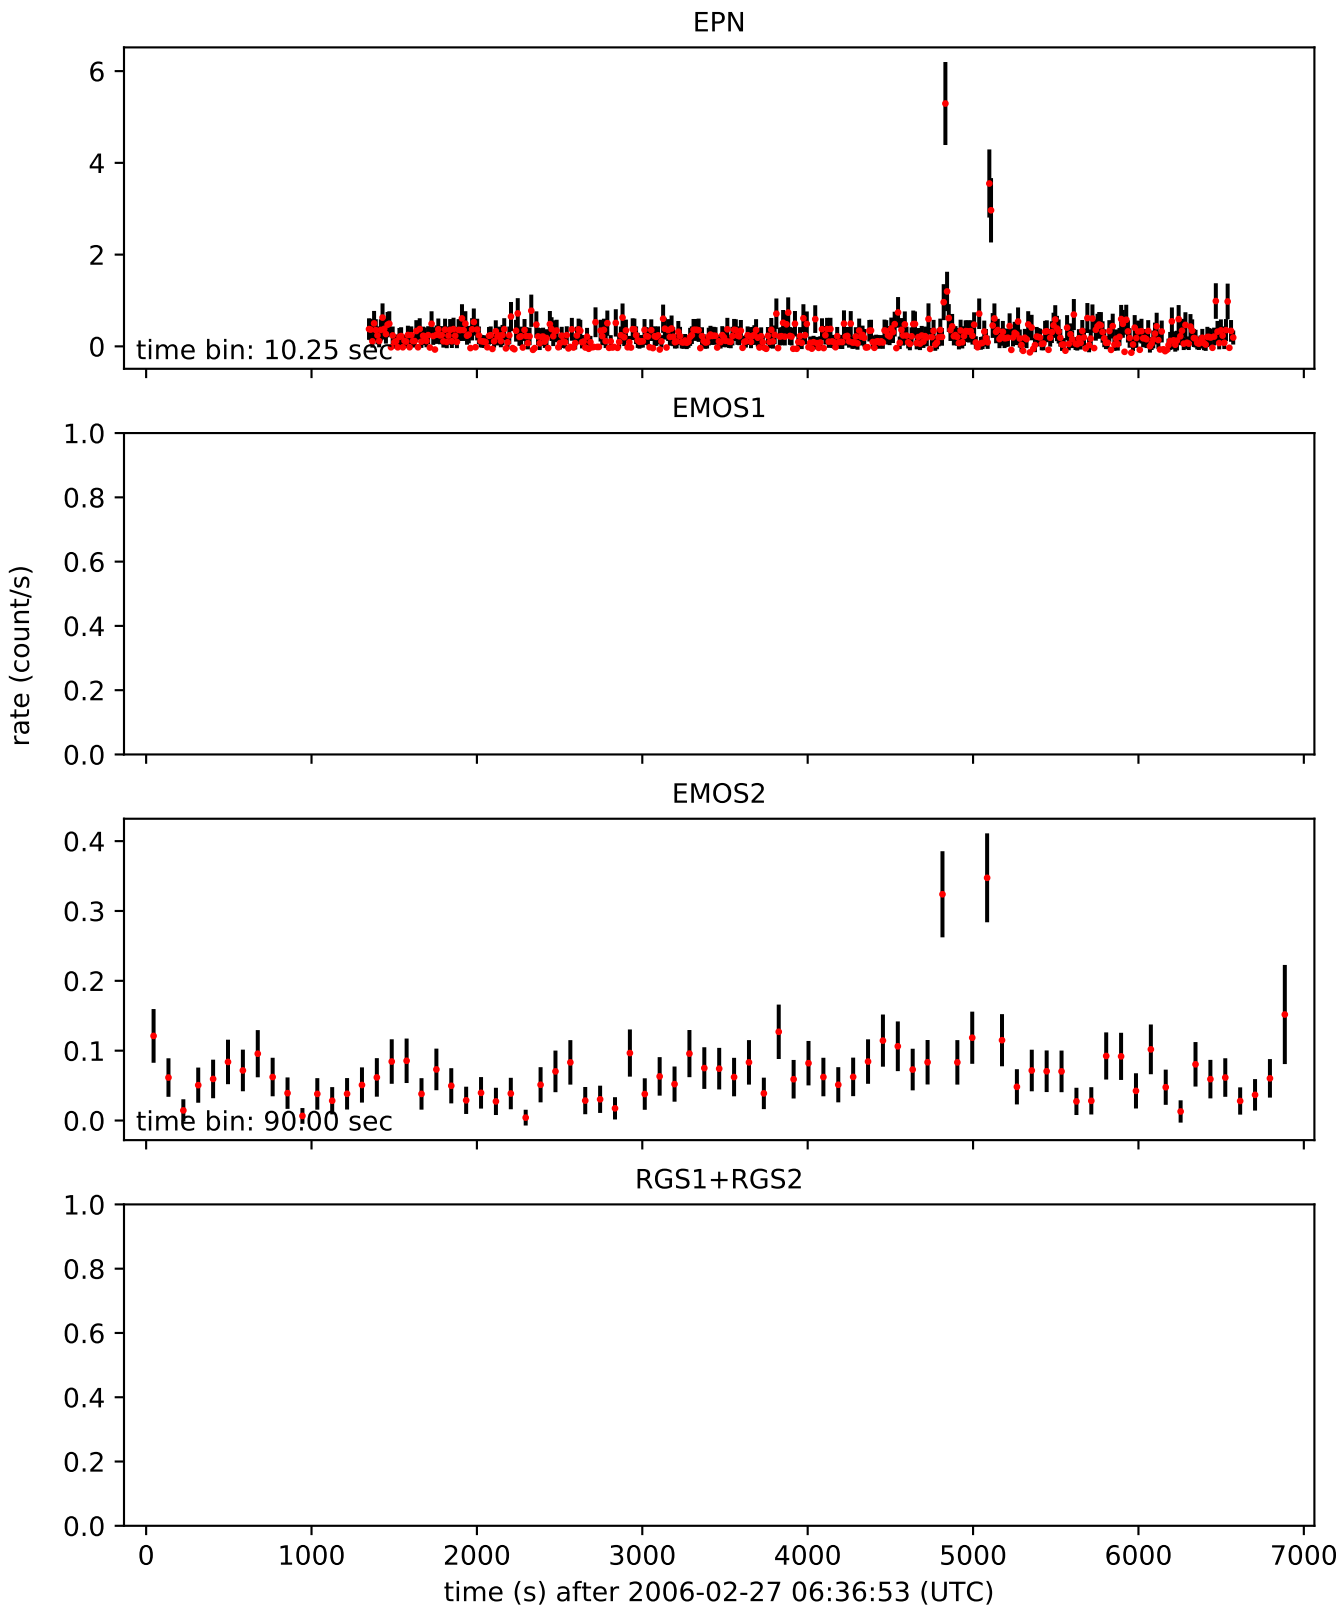 EPN
6
4
2
0
time bin: 10.25 sec
EMOS1
1.0
0.8
0.6
0.4
0.2
0.0
rate (count/s)
EMOS2
0.4
0.3
0.2
0.1
0.0
time bin: 90.00 sec
RGS1+RGS2
1.0
0.8
0.6
0.4
0.2
0.0
0 1000 2000 3000 4000 5000 6000 7000
time (s) after 2006-02-27 06:36:53 (UTC)